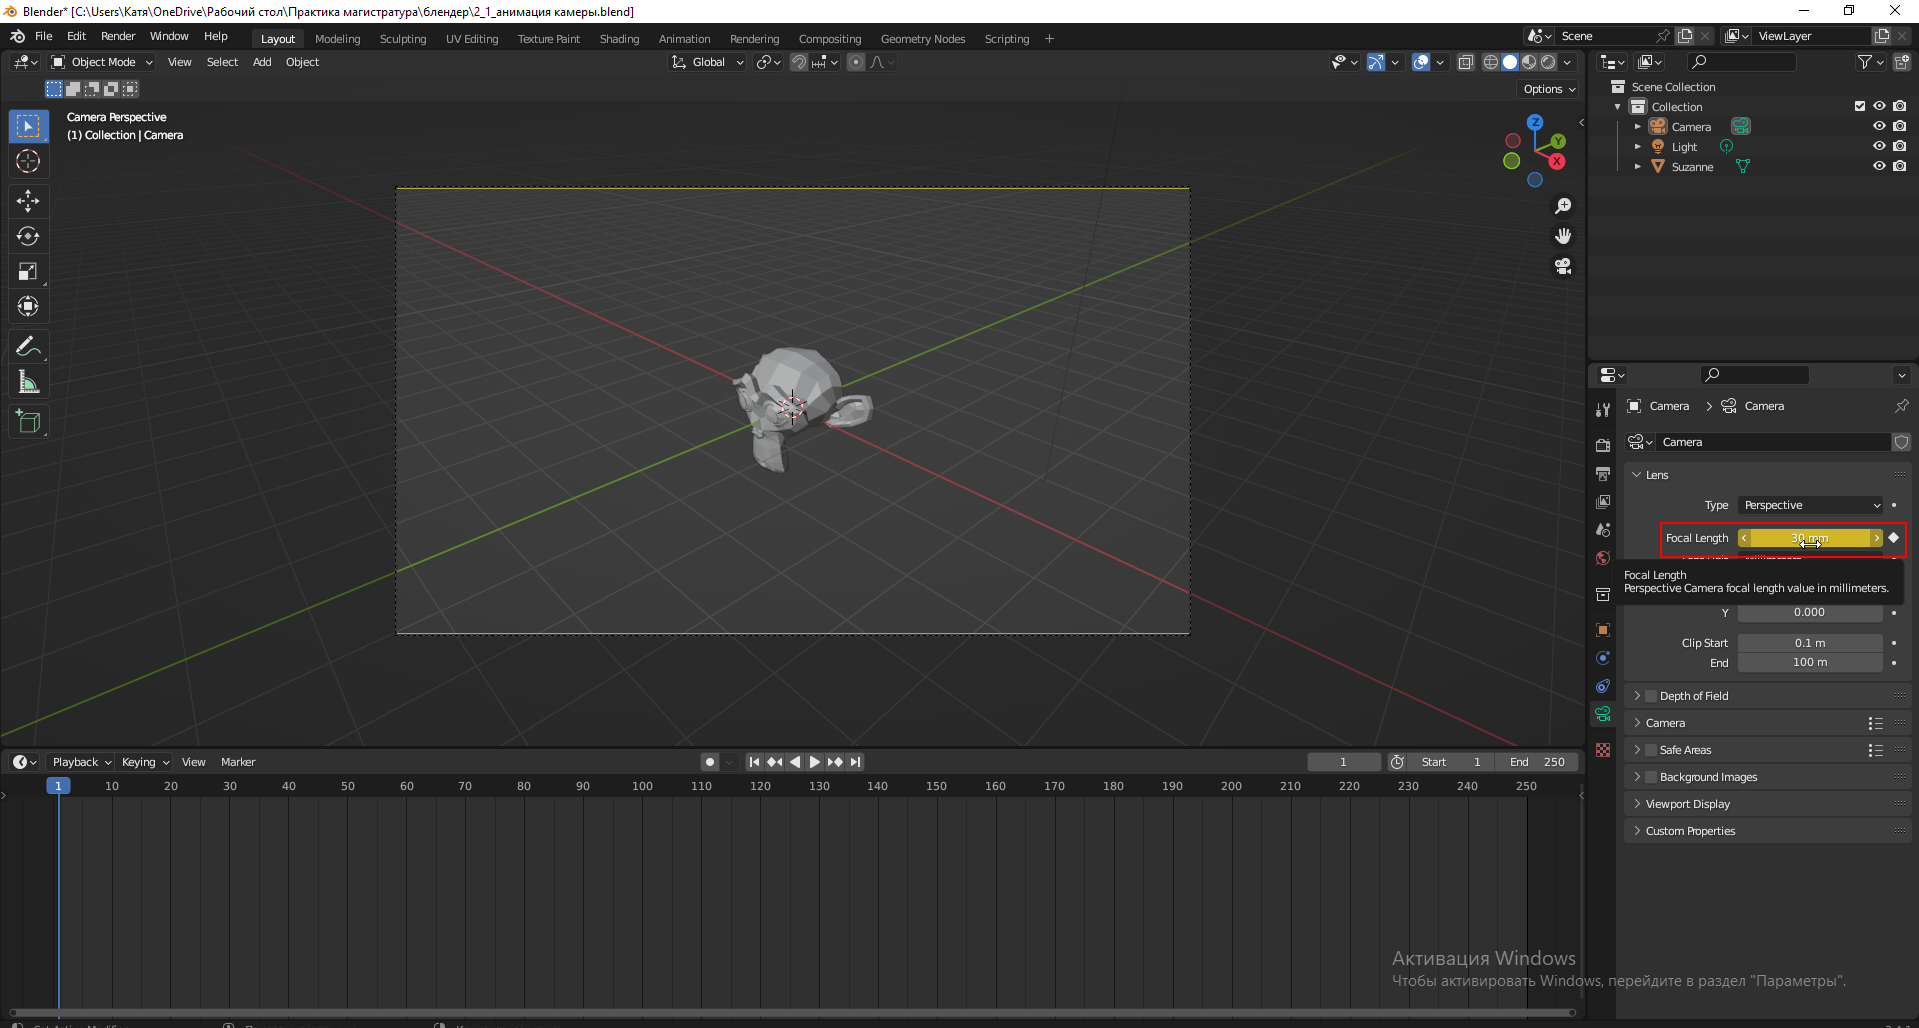 Blender* [C:\Users\Катя\OneDrive\Рабочий стол\Практика магистратура\блендер\2_1_анимация камеры.blend]
File Edit Render Window Help Layout Modeling Sculpting UV Editing Texture Paint Shading Animation Rendering Compositing Geometry Nodes Scripting + Scene ViewLayer
Object Mode View Select Add Object Global
Options
Camera Perspective
(1) Collection | Camera
Z
Y
X
Scene Collection
Collection
Camera
Light
Suzanne
Camera > Camera
Camera
Lens
Type Perspective
Focal Length 30 mm
Focal Length
Perspective Camera focal length value in millimeters.
Y 0.000
Clip Start 0.1 m
End 100 m
Depth of Field
Camera
Safe Areas
Background Images
Viewport Display
Custom Properties
Playback Keying View Marker 1 Start 1 End 250
1 10 20 30 40 50 60 70 80 90 100 110 120 130 140 150 160 170 180 190 200 210 220 230 240 250
Активация Windows
Чтобы активировать Windows, перейдите в раздел "Параметры".